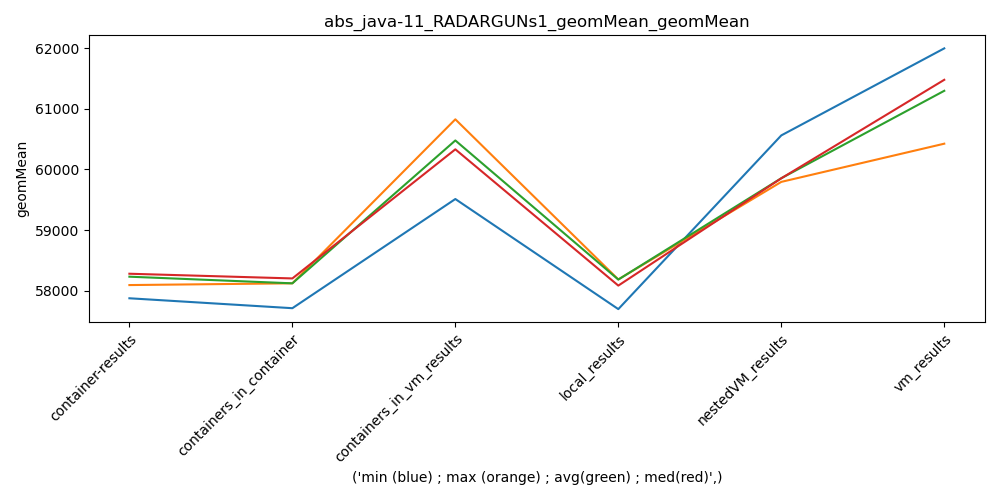 abs_java-11_RADARGUNs1_geomMean_geomMean
62000
61000
60000
59000
58000
geomMean
container-results
containers_in_container
containers_in_vm_results
local_results
nestedVM_results
vm_results
('min (blue) ; max (orange) ; avg(green) ; med(red)',)